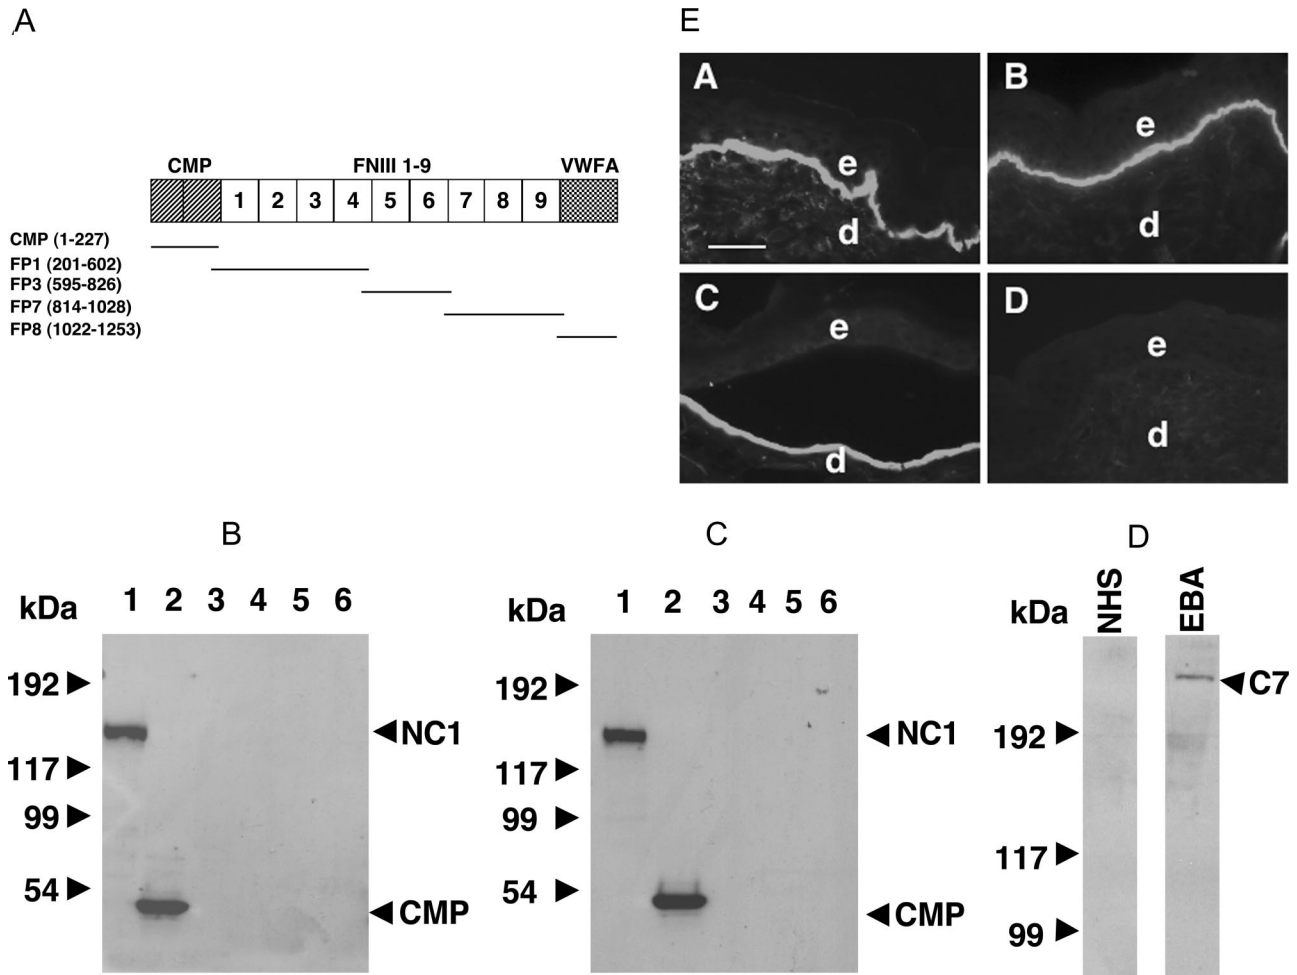 A
CMP FNIII 1-9 VWFA
1 2 3 4 5 6 7 8 9
CMP (1-227)
FP1 (201-602)
FP3 (595-826)
FP7 (814-1028)
FP8 (1022-1253)
E
A
e
d
B
e
d
C
e
d
D
e
d
B
kDa 1 2 3 4 5 6
192
NC1
117
99
54
CMP
C
kDa 1 2 3 4 5 6
192
NC1
117
99
54
CMP
D
kDa NHS EBA
C7
192
117
99